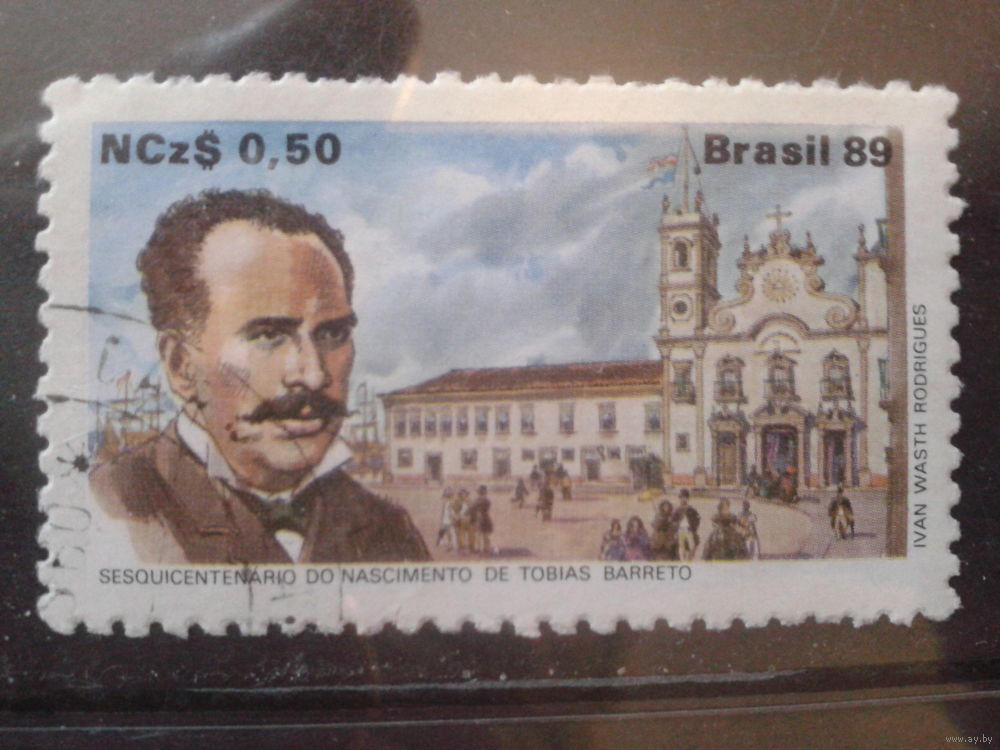 NCz$ 0,50
Brasil 89
IVAN WASTH RODRIGUES
SESQUICENTENÁRIO DO NASCIMENTO DE TOBIAS BARRETO
www.ay.by